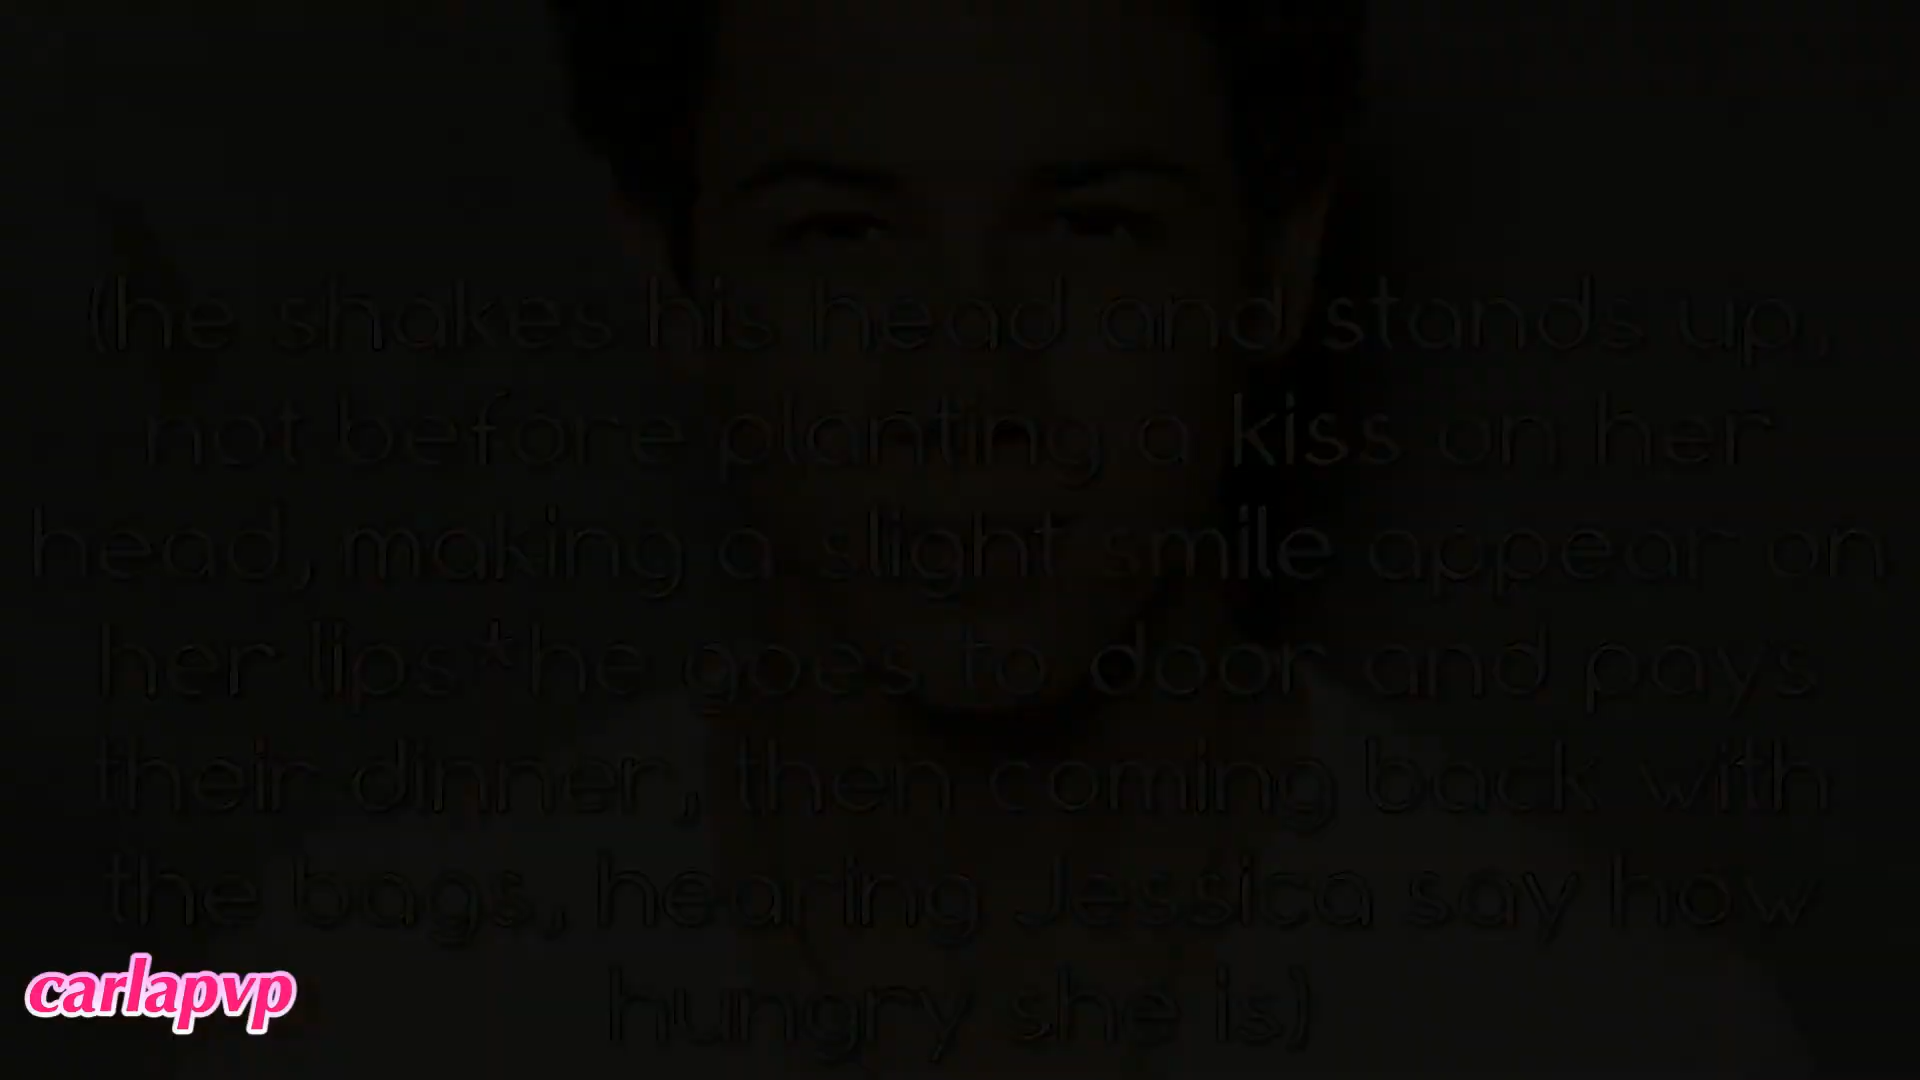 (he shakes his head and stands up,
not before planting a kiss on her
head, making a slight smile appear on
her lips*he goes to door and pays
their dinner, then coming back with
the bags, hearing Jessica say how
hungry she is)
carlapvp